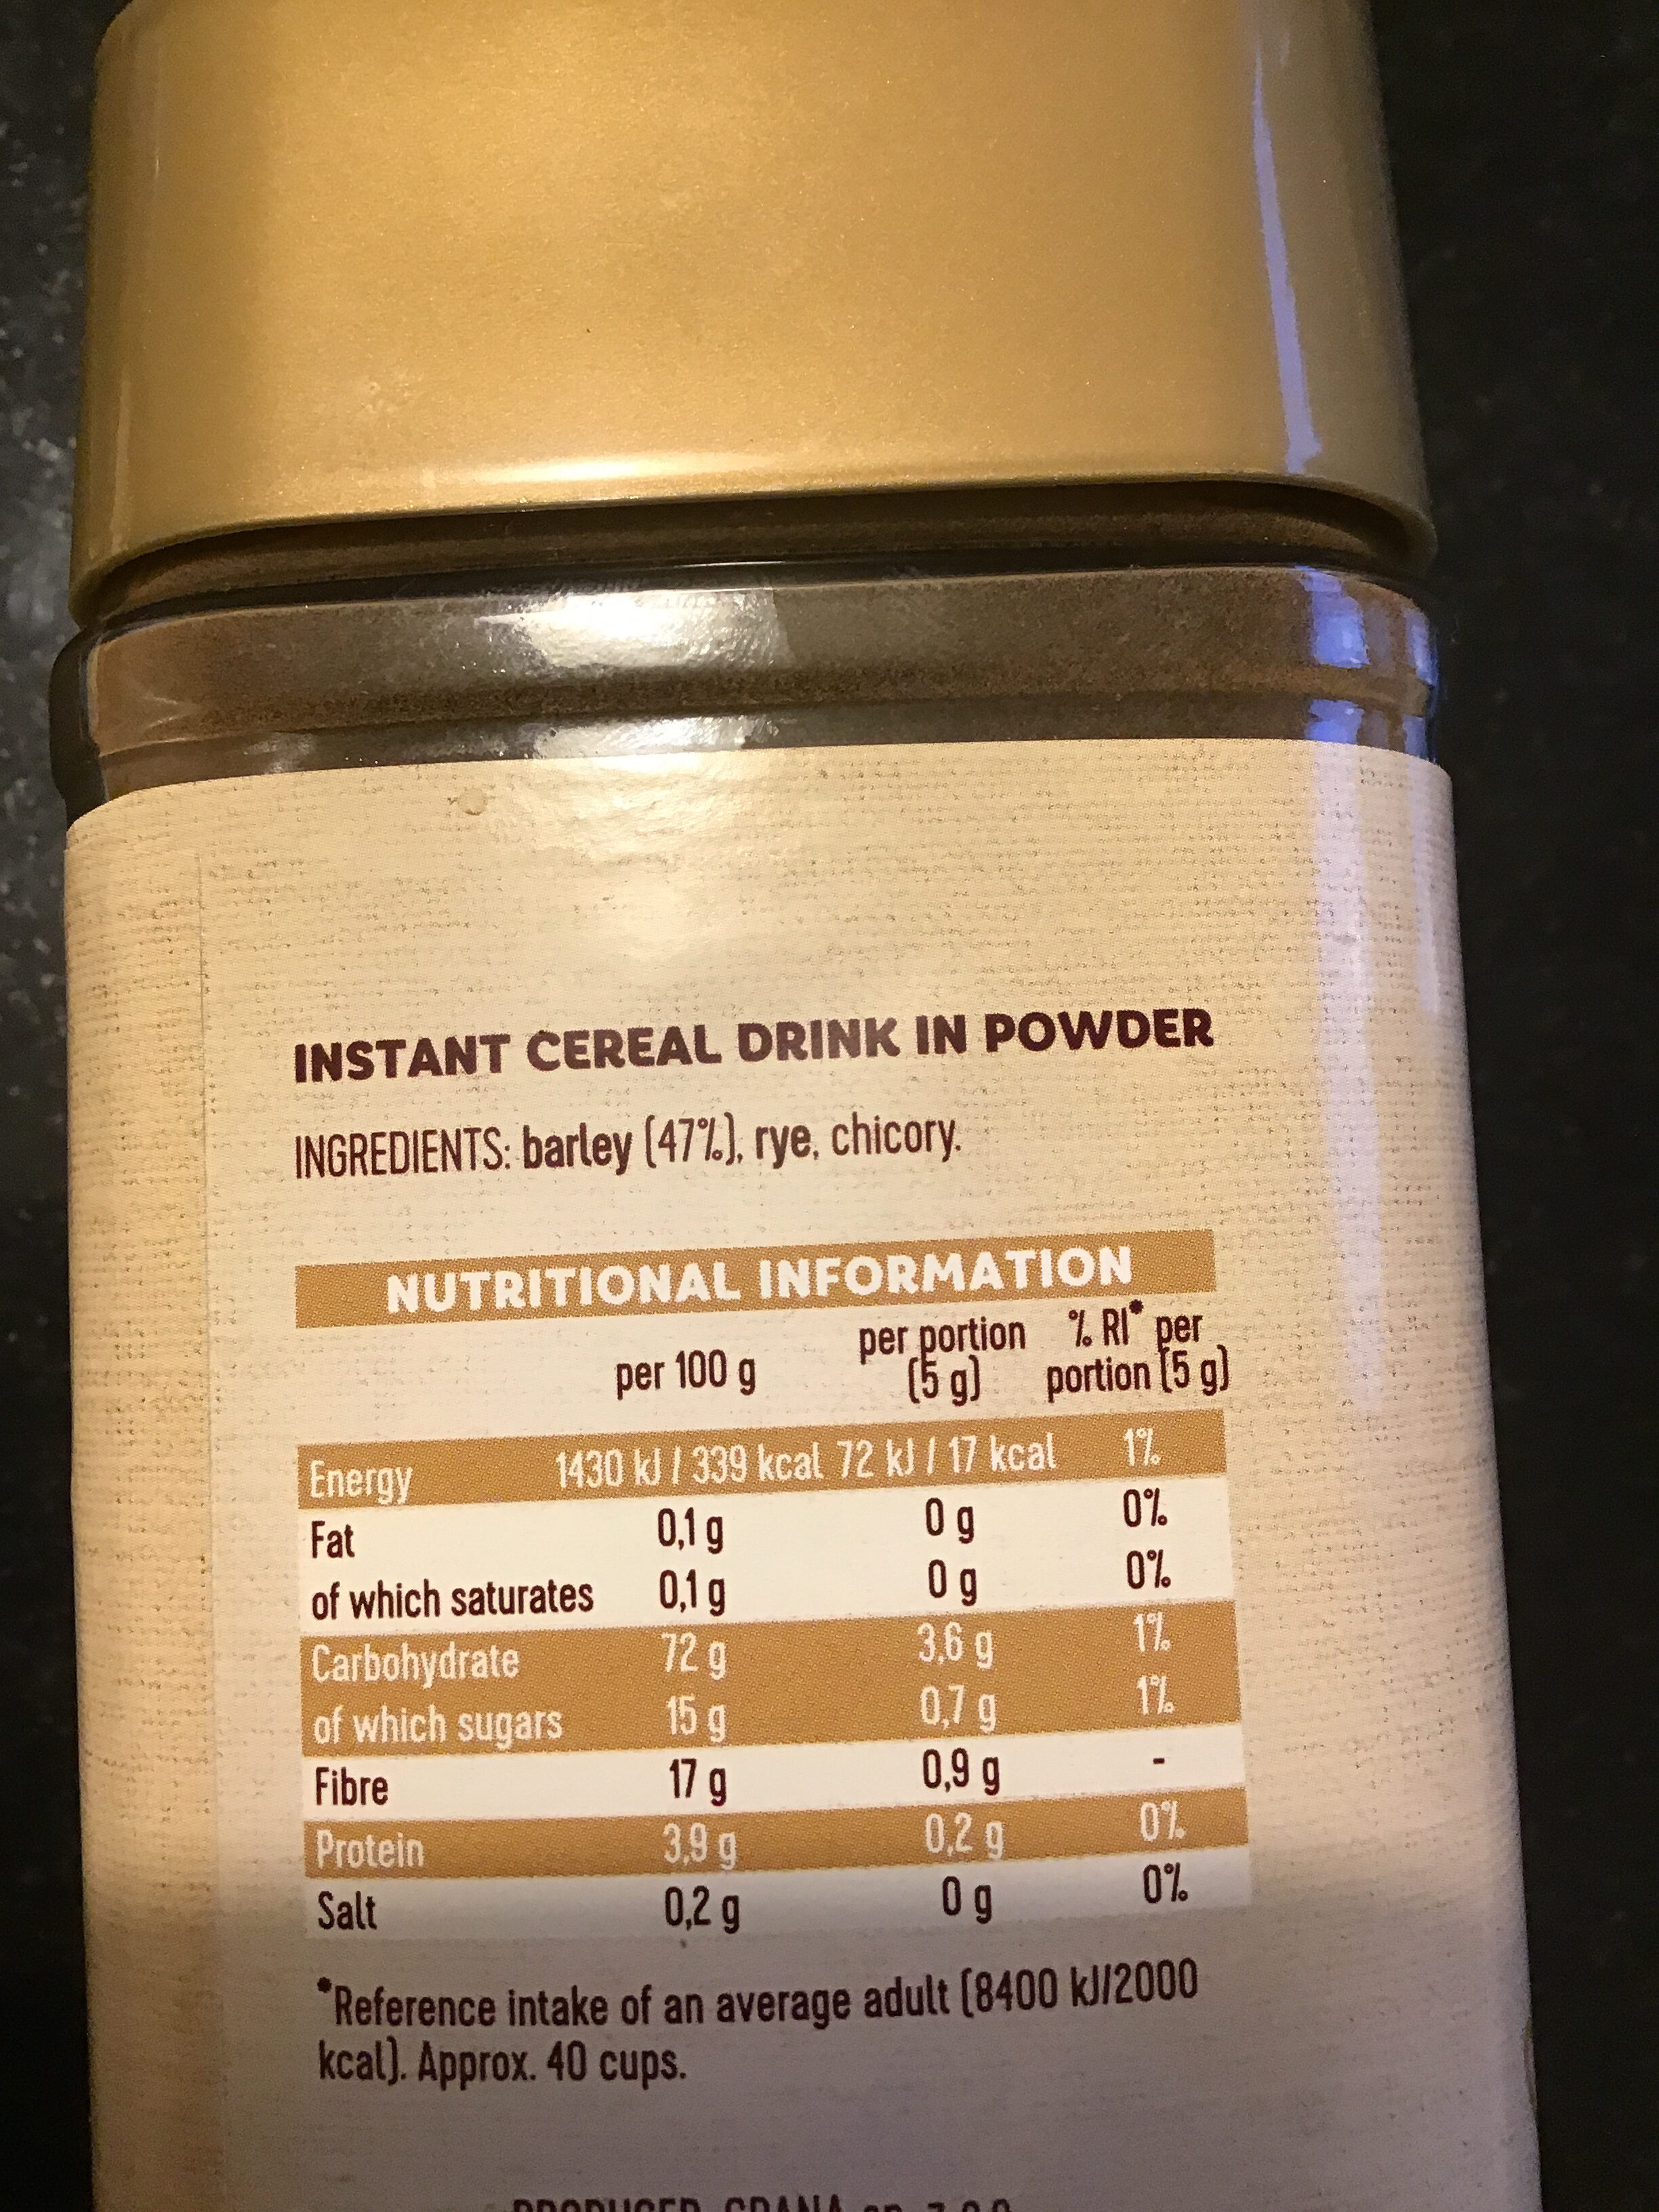 INSTANT CEREAL DRINK IN POWDER
INGREDIENTS: barley (47%), rye, chicory.
NUTRITIONAL INFORMATION
per 100 g per portion (5 g) % RI* per portion (5 g)
Energy 1430 kJ / 339 kcal 72 kJ / 17 kcal 1%
Fat 0,1 g 0 g 0%
of which saturates 0,1 g 0 g 0%
Carbohydrate 72 g 3,6 g 1%
of which sugars 15 g 0,7 g 1%
Fibre 17 g 0,9 g -
Protein 3,9 g 0,2 g 0%
Salt 0,2 g 0 g 0%
*Reference intake of an average adult (8400 kJ/2000
kcal). Approx. 40 cups.
PRODUCER GRANA